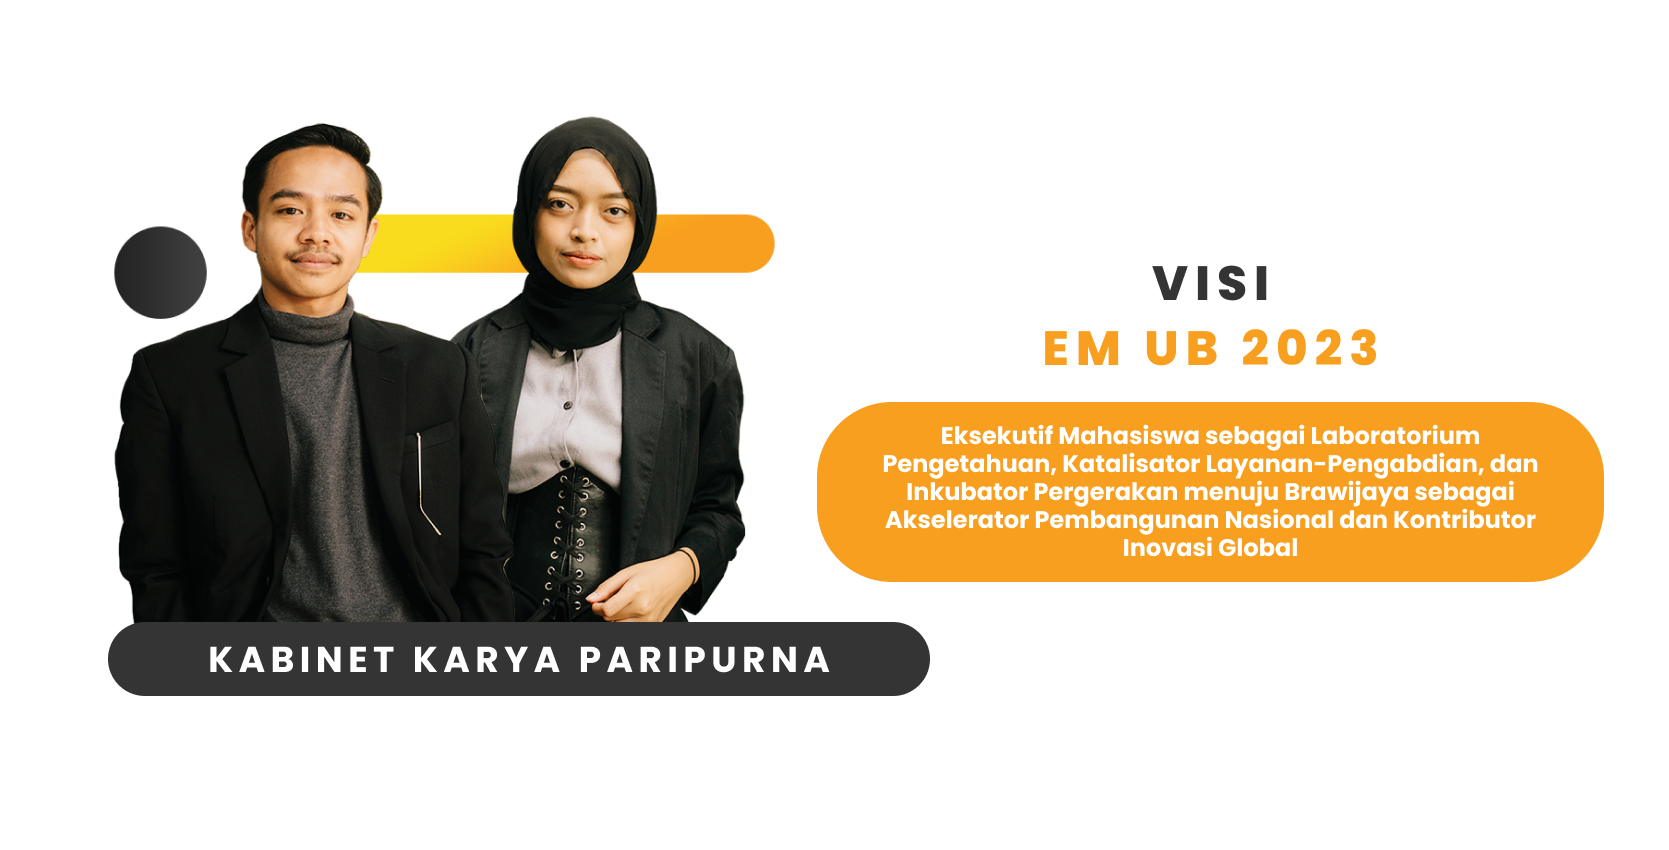 VISI
EM UB 2023
Eksekutif Mahasiswa sebagai Laboratorium
Pengetahuan, Katalisator Layanan-Pengabdian, dan
Inkubator Pergerakan menuju Brawijaya sebagai
Akselerator Pembangunan Nasional dan Kontributor
Inovasi Global
KABINET KARYA PARIPURNA